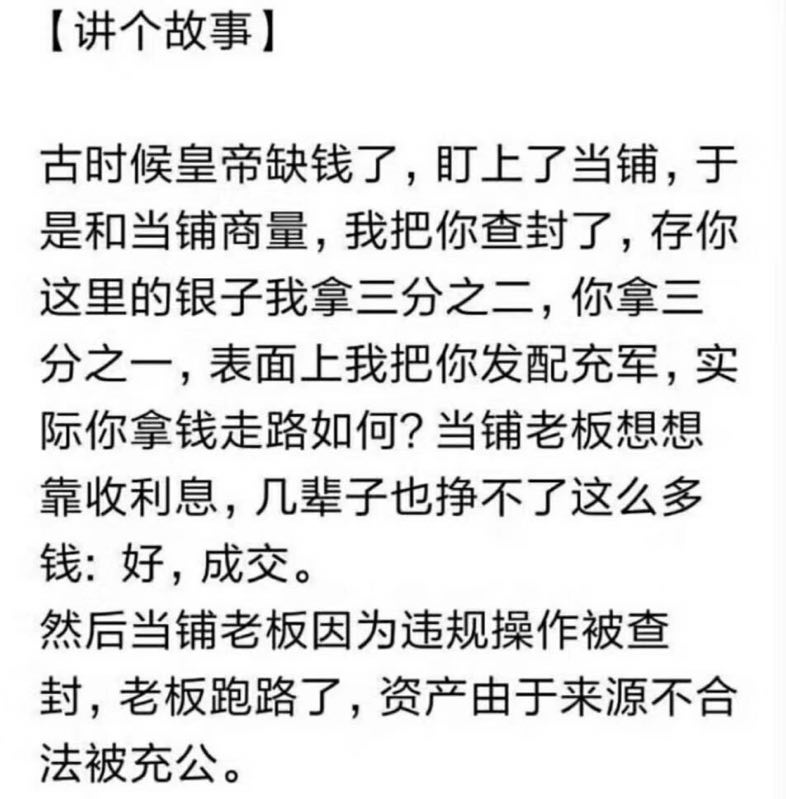 【讲个故事】
古时候皇帝缺钱了，盯上了当铺，于
是和当铺商量，我把你查封了，存你
这里的银子我拿三分之二，你拿三
分之一，表面上我把你发配充军，实
际你拿钱走路如何？当铺老板想想
靠收利息，几辈子也挣不了这么多
钱：好，成交。
然后当铺老板因为违规操作被查
封，老板跑路了，资产由于来源不合
法被充公。